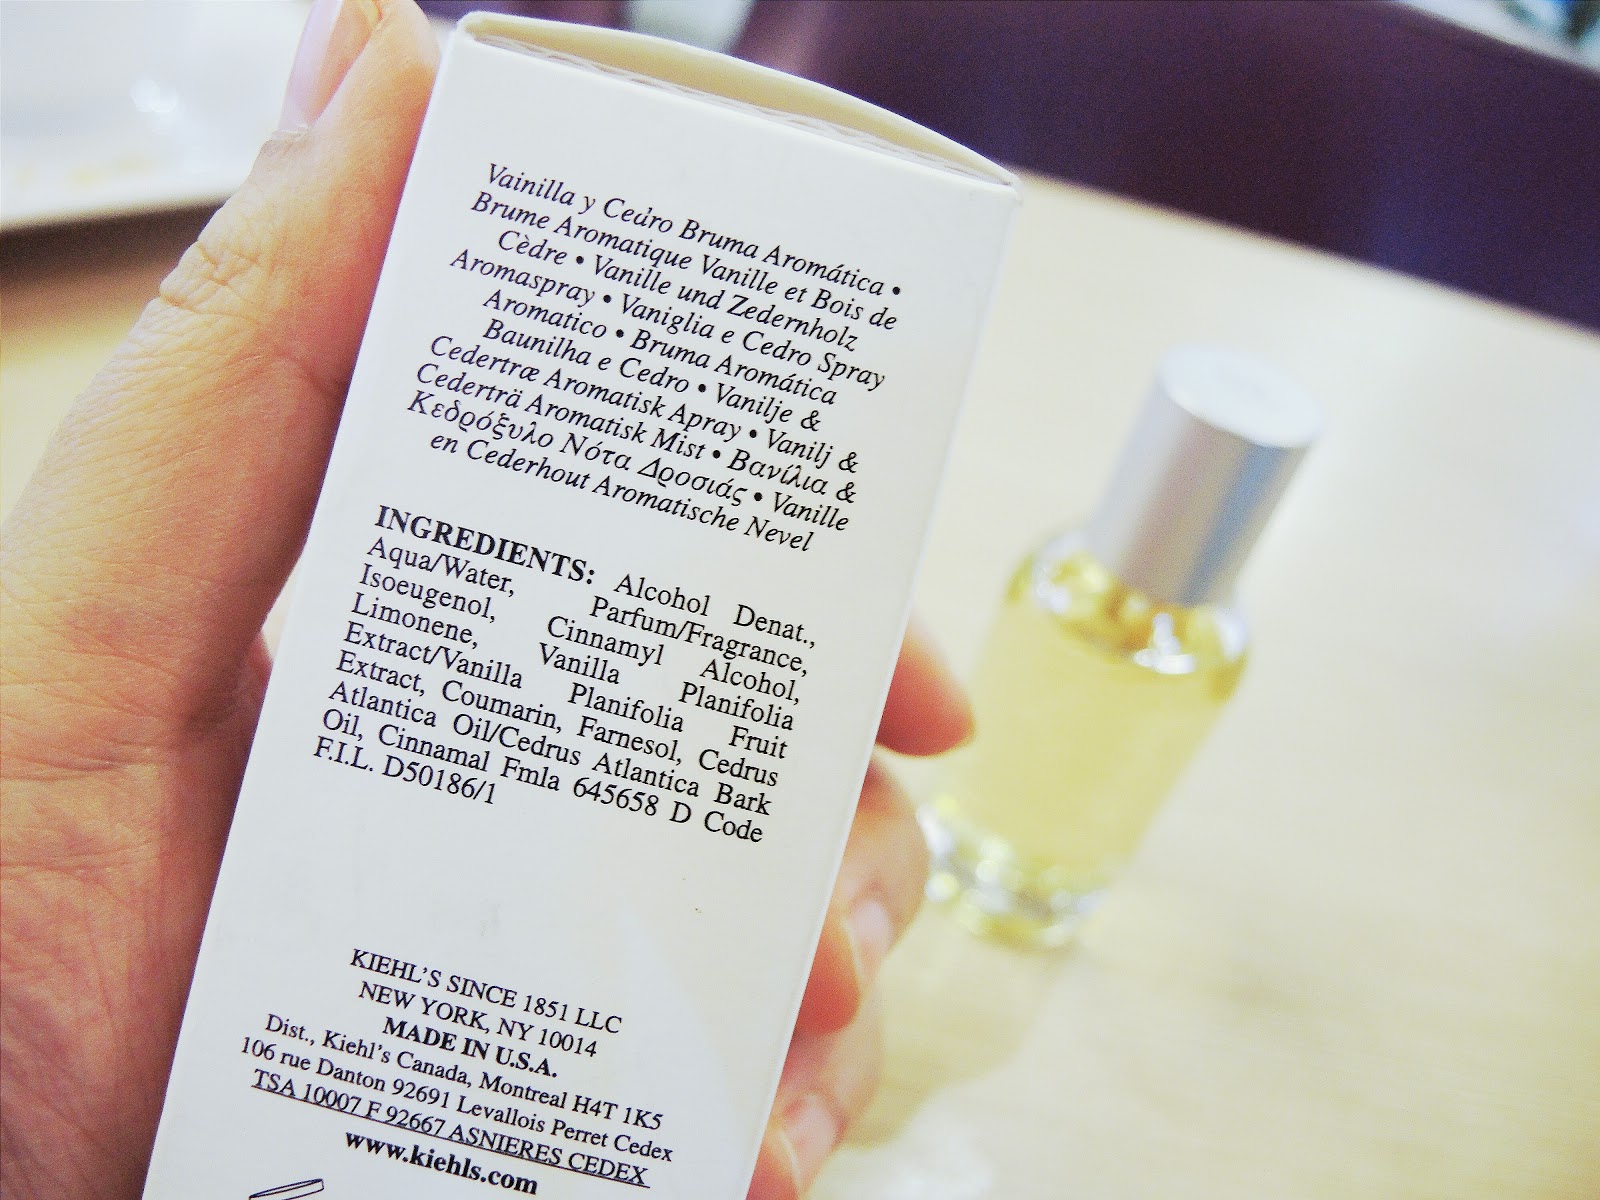 Vainilla y Cedro Bruma Aromática •
Brume Aromatique Vanille et Bois de
Cèdre • Vanille und Zedernholz
Aromaspray • Vaniglia e Cedro Spray
Aromatico • Bruma Aromática
Baunilha e Cedro • Vanilje &
Cedertræ Aromatisk Apray • Vanilj &
Cederträ Aromatisk Mist • Βανίλια &
Κεδρόξυλο Νότα Δροσιάς • Vanille
en Cederhout Aromatische Nevel
INGREDIENTS: Alcohol Denat.,
Aqua/Water, Parfum/Fragrance,
Isoeugenol, Cinnamyl Alcohol,
Limonene, Vanilla Planifolia
Extract/Vanilla Planifolia Fruit
Extract, Coumarin, Farnesol, Cedrus
Atlantica Oil/Cedrus Atlantica Bark
Oil, Cinnamal Fmla 645658 D Code
F.I.L. D50186/1
KIEHL'S SINCE 1851 LLC
NEW YORK, NY 10014
MADE IN U.S.A.
Dist., Kiehl's Canada, Montreal H4T 1K5
106 rue Danton 92691 Levallois Perret Cedex
TSA 10007 F 92667 ASNIERES CEDEX
www.kiehls.com